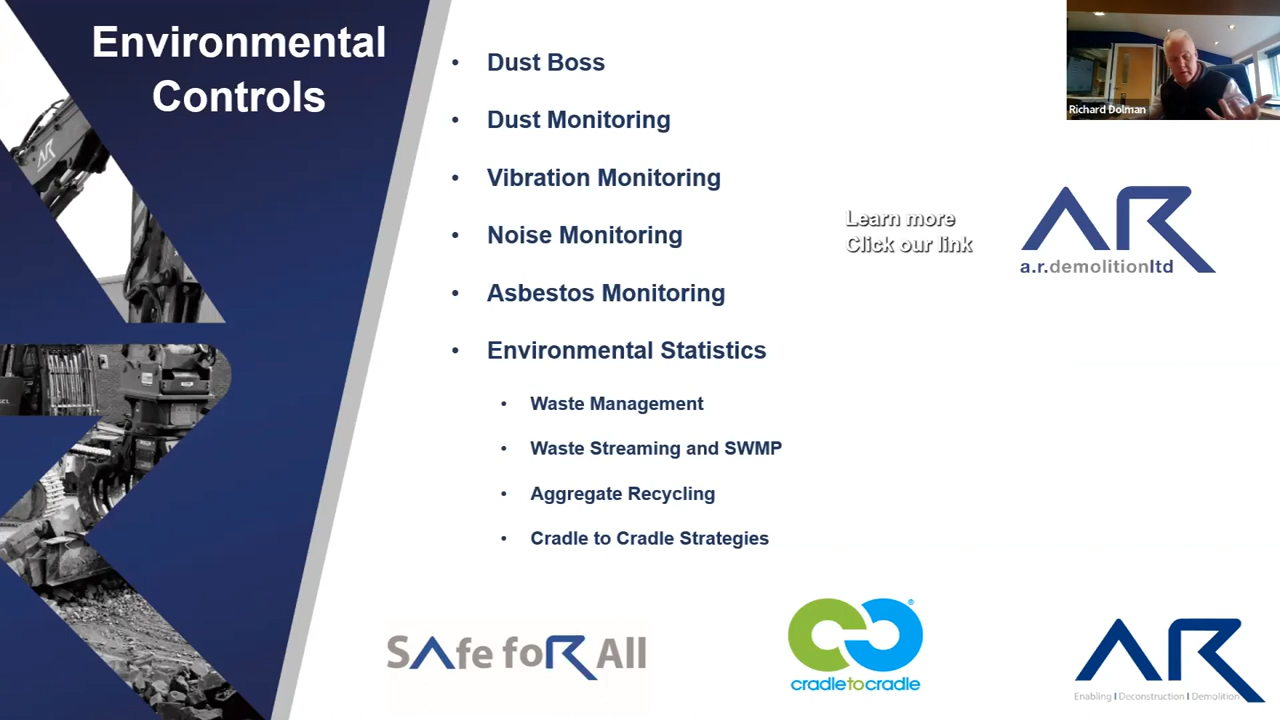 Environmental
Controls
• Dust Boss
• Dust Monitoring
• Vibration Monitoring
• Noise Monitoring
• Asbestos Monitoring
• Environmental Statistics
• Waste Management
• Waste Streaming and SWMP
• Aggregate Recycling
• Cradle to Cradle Strategies
Richard Dolman
Learn more
Click our link
AR
a.r.demolitionltd
AR
SAfe foR All
cradletocradle®
AR
Enabling | Deconstruction | Demolition